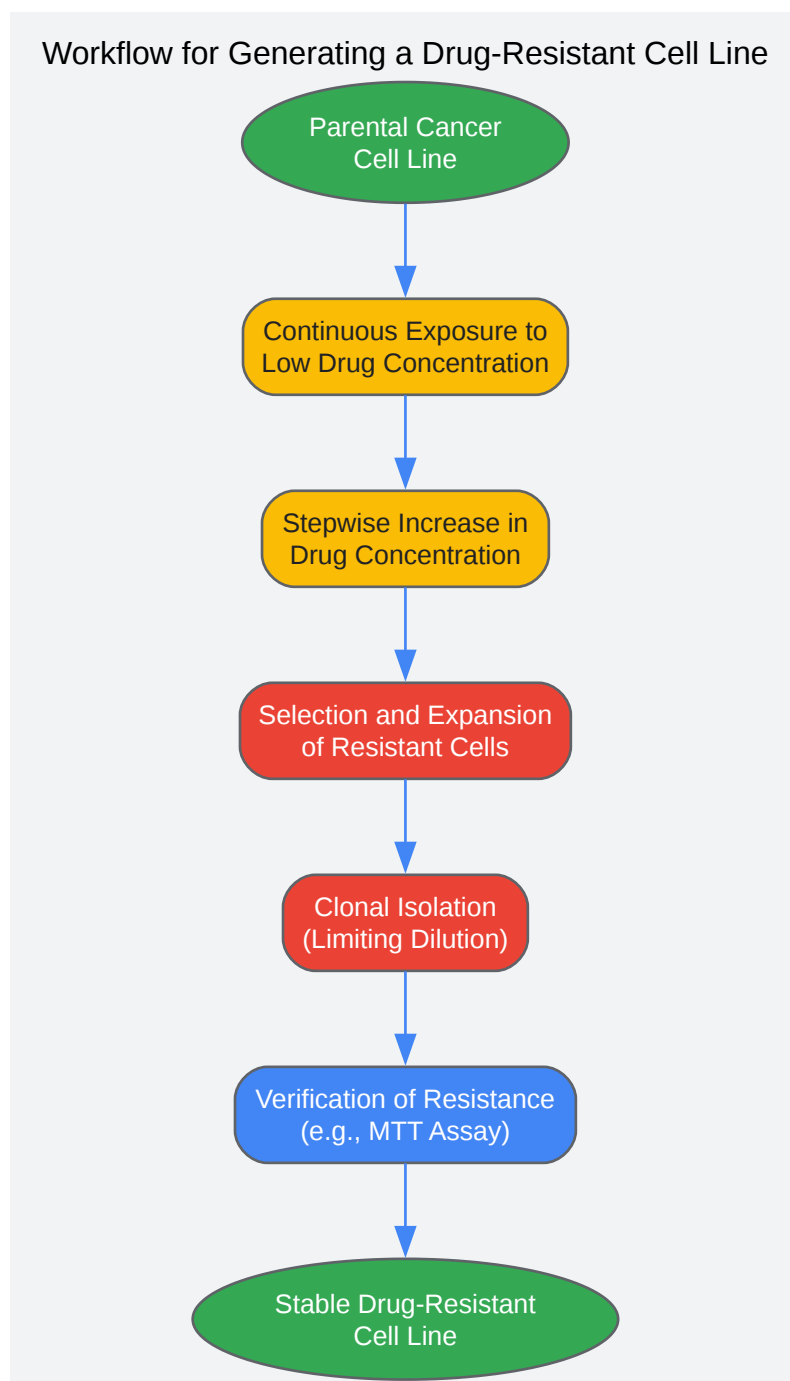 Workflow for Generating a Drug-Resistant Cell Line
Parental Cancer
Cell Line
Continuous Exposure to
Low Drug Concentration
Stepwise Increase in
Drug Concentration
Selection and Expansion
of Resistant Cells
Clonal Isolation
(Limiting Dilution)
Verification of Resistance
(e.g., MTT Assay)
Stable Drug-Resistant
Cell Line